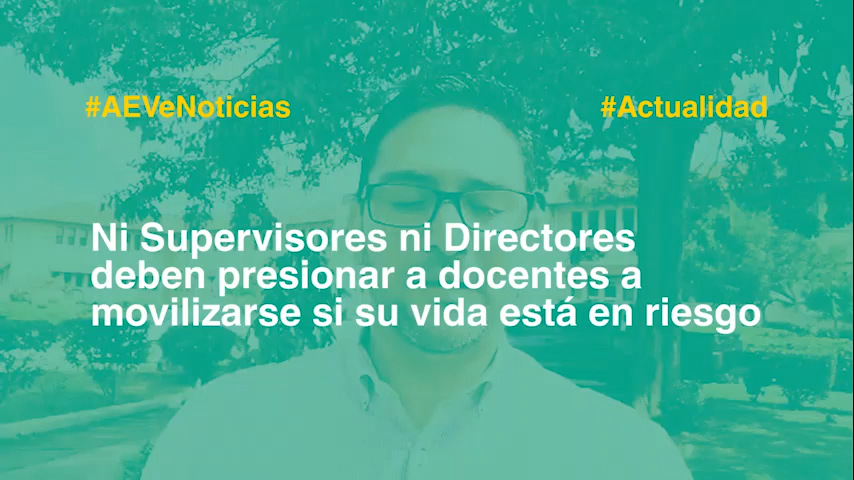 #AEVeNoticias
#Actualidad
Ni Supervisores ni Directores
deben presionar a docentes a
movilizarse si su vida está en riesgo